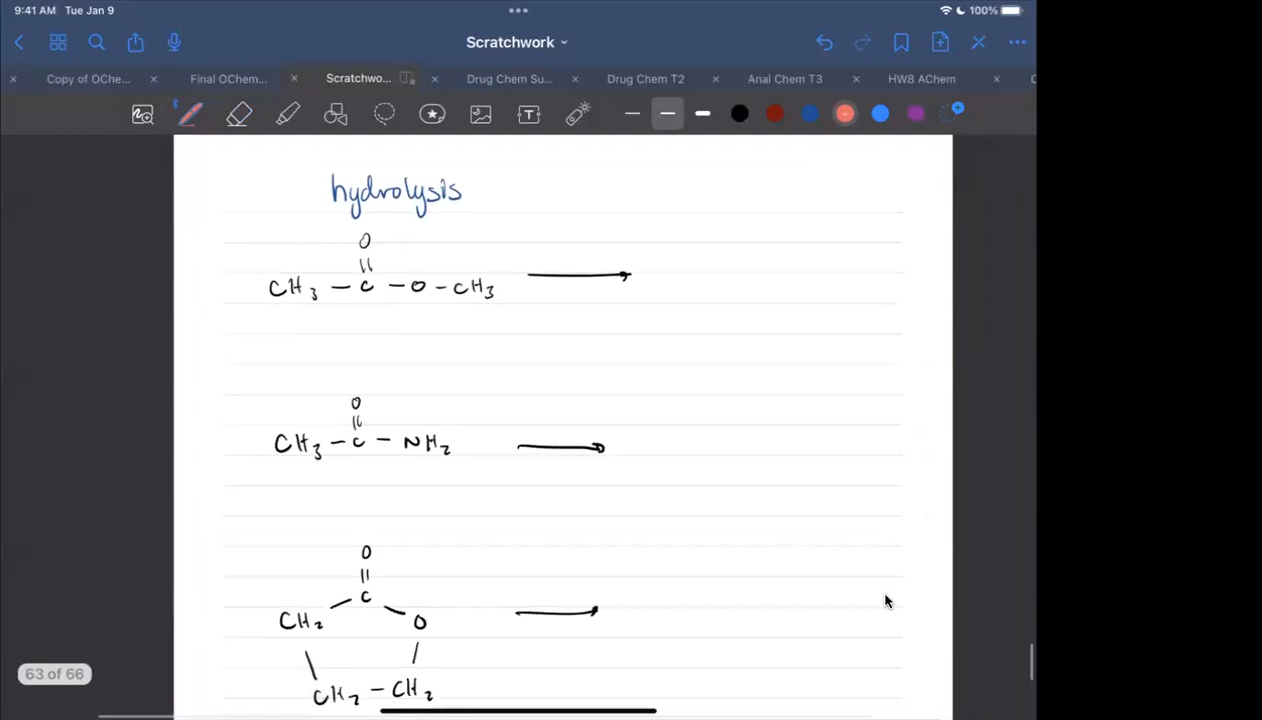 9:41 AM Tue Jan 9
100%
Scratchwork
Copy of OChe...
Final OChem...
Scratchwo...
Drug Chem Su...
Drug Chem T2
Anal Chem T3
HW8 AChem
hydrolysis
O
||
CH3 — C — O — CH3
O
||
CH3 — C — NH2
O
||
C
CH2 O
CH2 — CH2
63 of 66